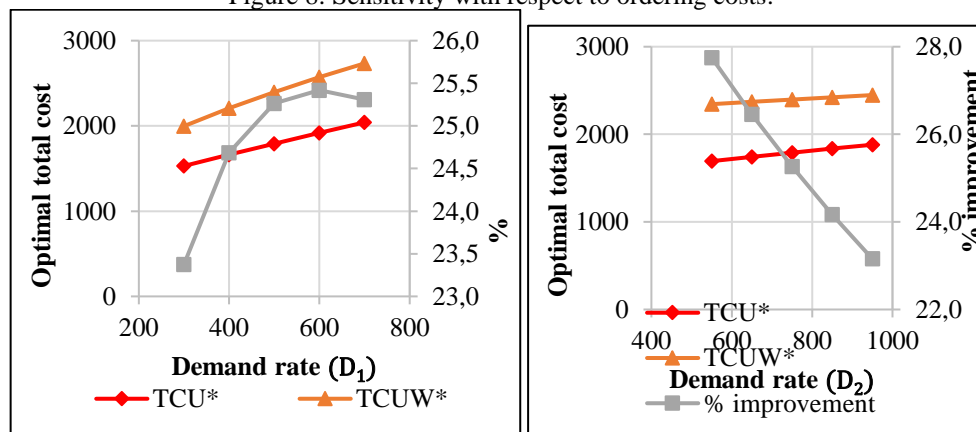 Figure 8. Sensitivity with respect to ordering costs.
Optimal total cost
3000
2000
1000
0
26,0
25,5
25,0
24,5
24,0
23,5
23,0
%
200 400 600 800
Demand rate (D₁)
TCU* TCUW*
Optimal total cost
3000
2000
1000
0
28,0
26,0
24,0
22,0
% improvement
400 600 800 1000
TCU*
TCUW*
Demand rate (D₂)
% improvement